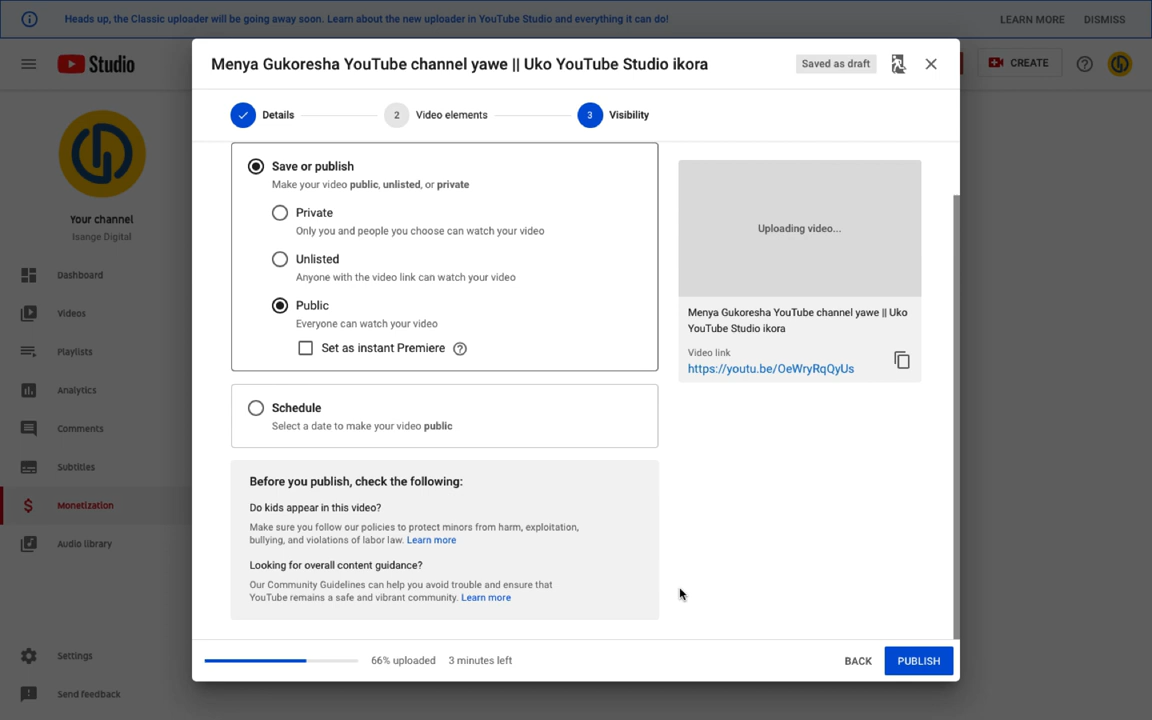 Heads up, the Classic uploader will be going away soon. Learn about the new uploader in YouTube Studio and everything it can do!
LEARN MORE
DISMISS
Studio
CREATE
Menya Gukoresha YouTube channel yawe || Uko YouTube Studio ikora
Saved as draft
Details
2
Video elements
3
Visibility
Your channel
Isange Digital
Dashboard
Videos
Playlists
Analytics
Comments
Subtitles
Monetization
Audio library
Settings
Send feedback
Save or publish
Make your video public, unlisted, or private
Private
Only you and people you choose can watch your video
Unlisted
Anyone with the video link can watch your video
Public
Everyone can watch your video
Set as instant Premiere
Schedule
Select a date to make your video public
Before you publish, check the following:
Do kids appear in this video?
Make sure you follow our policies to protect minors from harm, exploitation,
bullying, and violations of labor law. Learn more
Looking for overall content guidance?
Our Community Guidelines can help you avoid trouble and ensure that
YouTube remains a safe and vibrant community. Learn more
Uploading video...
Menya Gukoresha YouTube channel yawe || Uko
YouTube Studio ikora
Video link
https://youtu.be/OeWryRqQyUs
66% uploaded
3 minutes left
BACK
PUBLISH